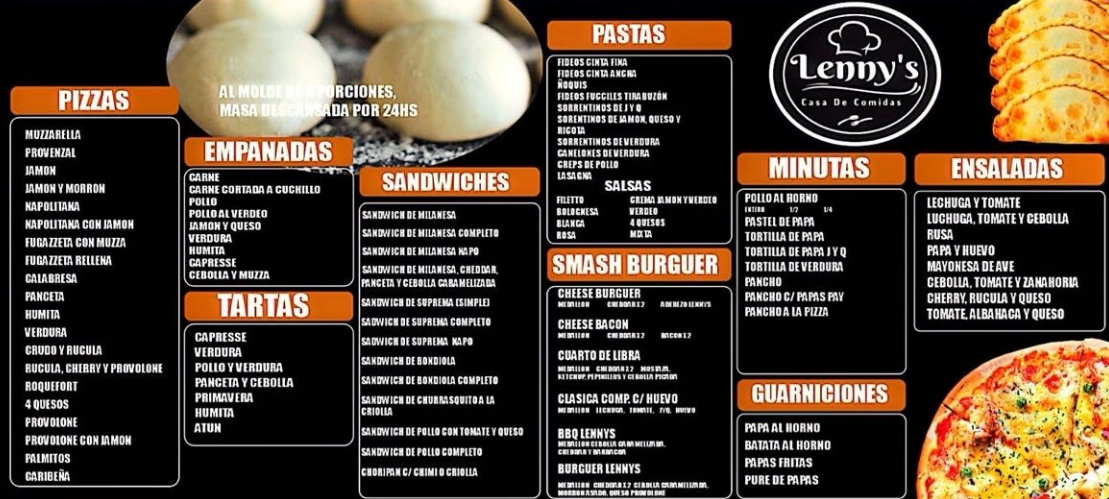 PIZZAS
MUZZARELLA
PROVENZAL
JAMON
JAMON Y MORRON
NAPOLITANA
NAPOLITANA CON JAMON
FUGAZZETA CON MUZZA
FUGAZZETA RELLENA
CALABRESA
PANCETA
HUMITA
VERDURA
CRUDO Y RUCULA
RUCULA, CHERRY Y PROVOLONE
ROQUEFORT
4 QUESOS
PROVOLONE
PROVOLONE CON JAMON
PALMITOS
CARIBEÑA
AL MOLDE DE 8 PORCIONES,
MASA DESCANSADA POR 24HS
EMPANADAS
CARNE
CARNE CORTADA A CUCHILLO
POLLO
POLLO AL VERDEO
JAMON Y QUESO
VERDURA
HUMITA
CAPRESSE
CEBOLLA Y MUZZA
TARTAS
CAPRESSE
VERDURA
POLLO Y VERDURA
PANCETA Y CEBOLLA
PRIMAVERA
HUMITA
ATUN
SANDWICHES
SANDWICH DE MILANESA
SANDWICH DE MILANESA COMPLETO
SANDWICH DE MILANESA NAPO
SANDWICH DE MILANESA, CHEDDAR,
PANCETA Y CEBOLLA CARAMELIZADA
SANDWICH DE SUPREMA (SIMPLE)
SANDWICH DE SUPREMA COMPLETO
SADWICH DE SUPREMA NAPO
SANDWICH DE BONDIOLA
SANDWICH DE BONDIOLA COMPLETO
SANDWICH DE CHURRASQUITO A LA
CRIOLLA
SANDWICH DE POLLO CON TOMATE Y QUESO
SANDWICH DE POLLO COMPLETO
CHORIPAN C/ CHIMI O CRIOLLA
PASTAS
FIDEOS CINTA FINA
FIDEOS CINTA ANCHA
ÑOQUIS
FIDEOS FUCCILES TIRABUZÓN
SORRENTINOS DE J Y Q
SORENTINOS DE JAMON, QUESO Y
RICOTA
SORRENTINOS DE VERDURA
CANELONES DE VERDURA
CREPS DE POLLO
LASAGNA
SALSAS
FILETTO CREMA JAMON Y VERDEO
BOLOGNESA VERDEO
BLANCA 4 QUESOS
ROSA MIXTA
SMASH BURGUER
CHEESE BURGUER
MEDALLON CHEDDAR X2 ADEREZO LENNYS
CHEESE BACON
MEDALLON CHEDDAR X2 BACON X2
CUARTO DE LIBRA
MEDALLON CHEDDAR X2 MOSTAZA,
KETCHUP, PEPINILLOS Y CEBOLLA PICADA
CLASICA COMP. C/ HUEVO
MEDALLON LECHUGA, TOMATE, J/Q, HUEVO
BBQ LENNYS
MEDALLON CEBOLLA CARAMELIZADA,
CHEDDAR Y BARBACOA
BURGUER LENNYS
MEDALLON CHEDDAR X2 CEBOLLA CARAMELIZADA,
MORRON ASADO, QUESO PROVOLONE
Lenny's
Casa De Comidas
MINUTAS
POLLO AL HORNO
ENTERO 1/2 1/4
PASTEL DE PAPA
TORTILLA DE PAPA
TORTILLA DE PAPA J Y Q
TORTILLA DE VERDURA
PANCHO
PANCHO C/ PAPAS PAY
PANCHO A LA PIZZA
GUARNICIONES
PAPA AL HORNO
BATATA AL HORNO
PAPAS FRITAS
PURE DE PAPAS
ENSALADAS
LECHUGA Y TOMATE
LUCHUGA, TOMATE Y CEBOLLA
RUSA
PAPA Y HUEVO
MAYONESA DE AVE
CEBOLLA, TOMATE Y ZANAHORIA
CHERRY, RUCULA Y QUESO
TOMATE, ALBAHACA Y QUESO